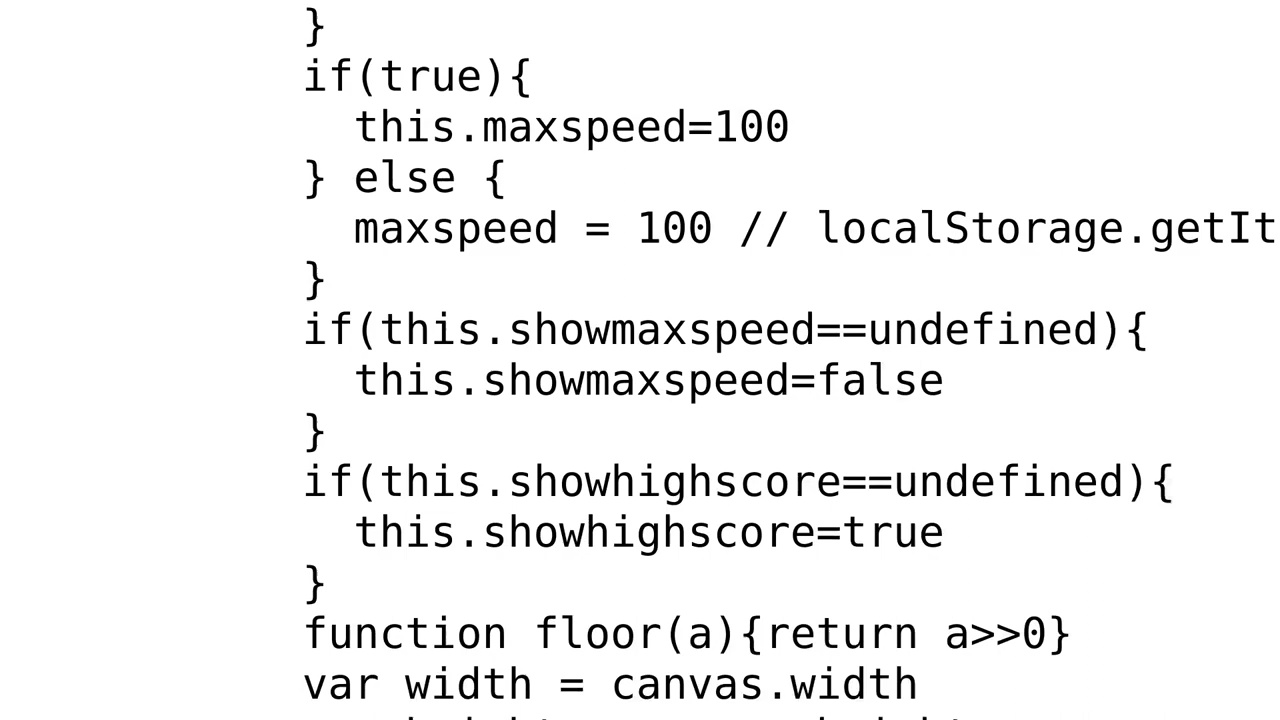 }
if(true){
  this.maxspeed=100
} else {
  maxspeed = 100 // localStorage.getIt
}
if(this.showmaxspeed==undefined){
  this.showmaxspeed=false
}
if(this.showhighscore==undefined){
  this.showhighscore=true
}
function floor(a){return a>>0}
var width = canvas.width